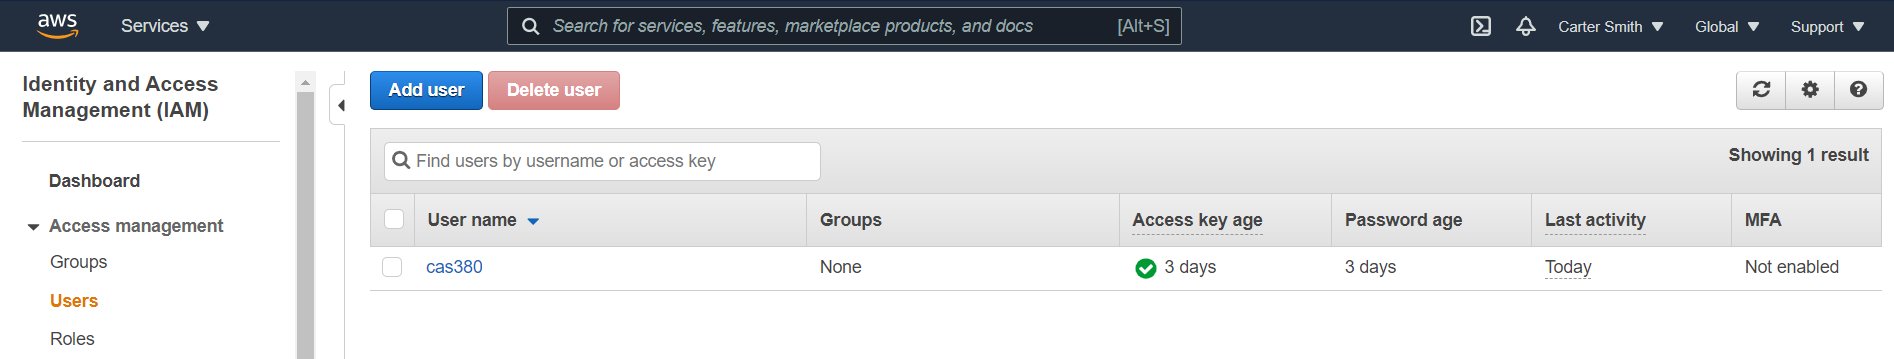 aws
Services
Search for services, features, marketplace products, and docs [Alt+S]
Carter Smith
Global
Support
Identity and Access
Management (IAM)
Dashboard
Access management
Groups
Users
Roles
Add user
Delete user
Find users by username or access key
Showing 1 result
User name Groups Access key age Password age Last activity MFA
cas380 None 3 days 3 days Today Not enabled